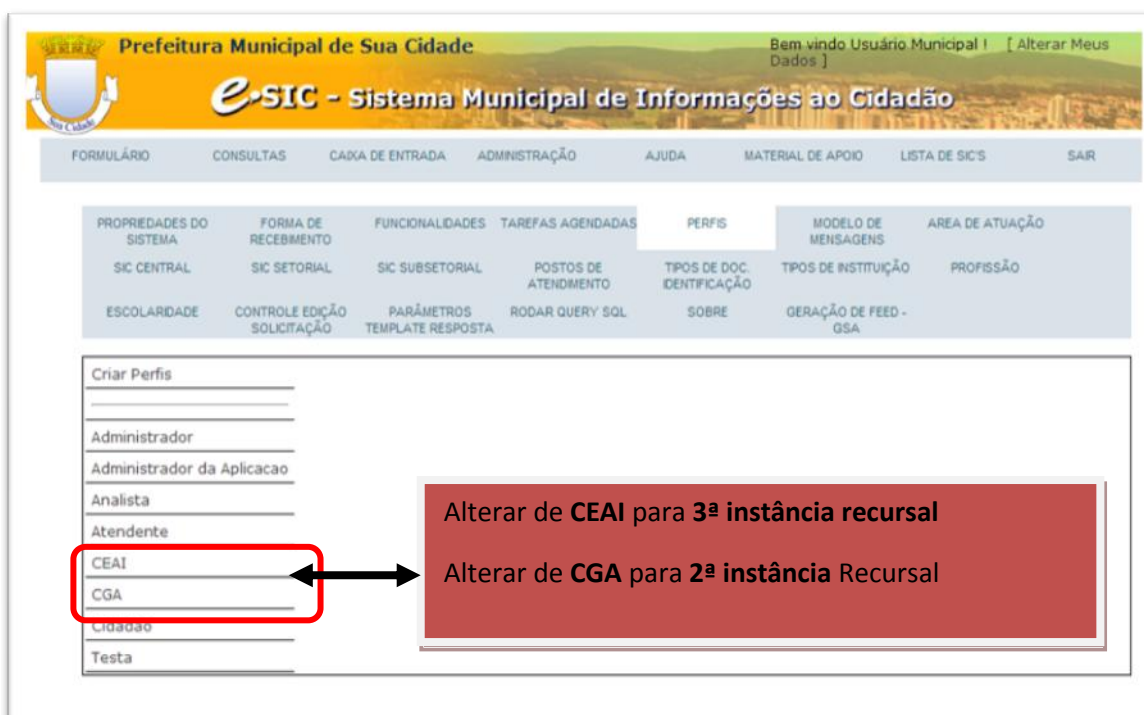 Prefeitura Municipal de Sua Cidade
Bem vindo Usuário Municipal ! [ Alterar Meus
Dados ]
e-SIC - Sistema Municipal de Informações ao Cidadão
Sua Cidade
FORMULÁRIO CONSULTAS CAIXA DE ENTRADA ADMINISTRAÇÃO AJUDA MATERIAL DE APOIO LISTA DE SIC'S SAIR
PROPRIEDADES DO SISTEMA FORMA DE RECEBIMENTO FUNCIONALIDADES TAREFAS AGENDADAS PERFIS MODELO DE MENSAGENS AREA DE ATUAÇÃO
SIC CENTRAL SIC SETORIAL SIC SUBSETORIAL POSTOS DE ATENDIMENTO TIPOS DE DOC. IDENTIFICAÇÃO TIPOS DE INSTITUIÇÃO PROFISSÃO
ESCOLARIDADE CONTROLE EDIÇÃO SOLICITAÇÃO PARÂMETROS TEMPLATE RESPOSTA RODAR QUERY SQL SOBRE GERAÇÃO DE FEED - GSA
Criar Perfis
Administrador
Administrador da Aplicacao
Analista
Atendente
CEAI
CGA
Cidadao
Testa
Alterar de CEAI para 3ª instância recursal
Alterar de CGA para 2ª instância Recursal